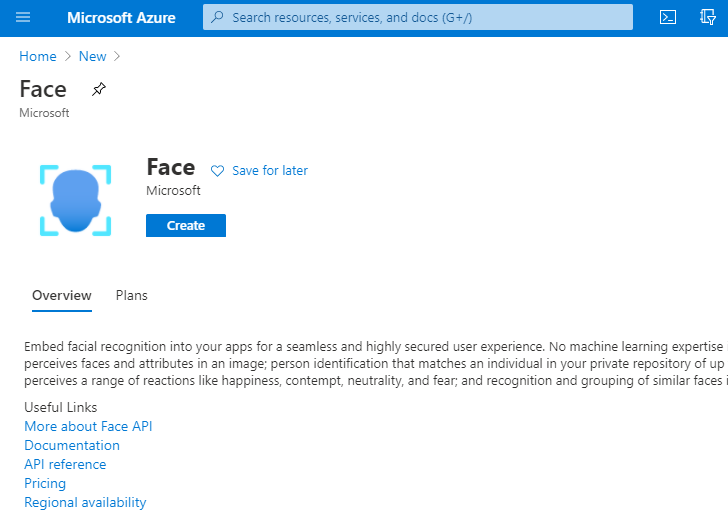 Microsoft Azure
Search resources, services, and docs (G+/)
Home > New >
Face
Microsoft
Face
Save for later
Microsoft
Create
Overview Plans
Embed facial recognition into your apps for a seamless and highly secured user experience. No machine learning expertise
perceives faces and attributes in an image; person identification that matches an individual in your private repository of up
perceives a range of reactions like happiness, contempt, neutrality, and fear; and recognition and grouping of similar faces
Useful Links
More about Face API
Documentation
API reference
Pricing
Regional availability